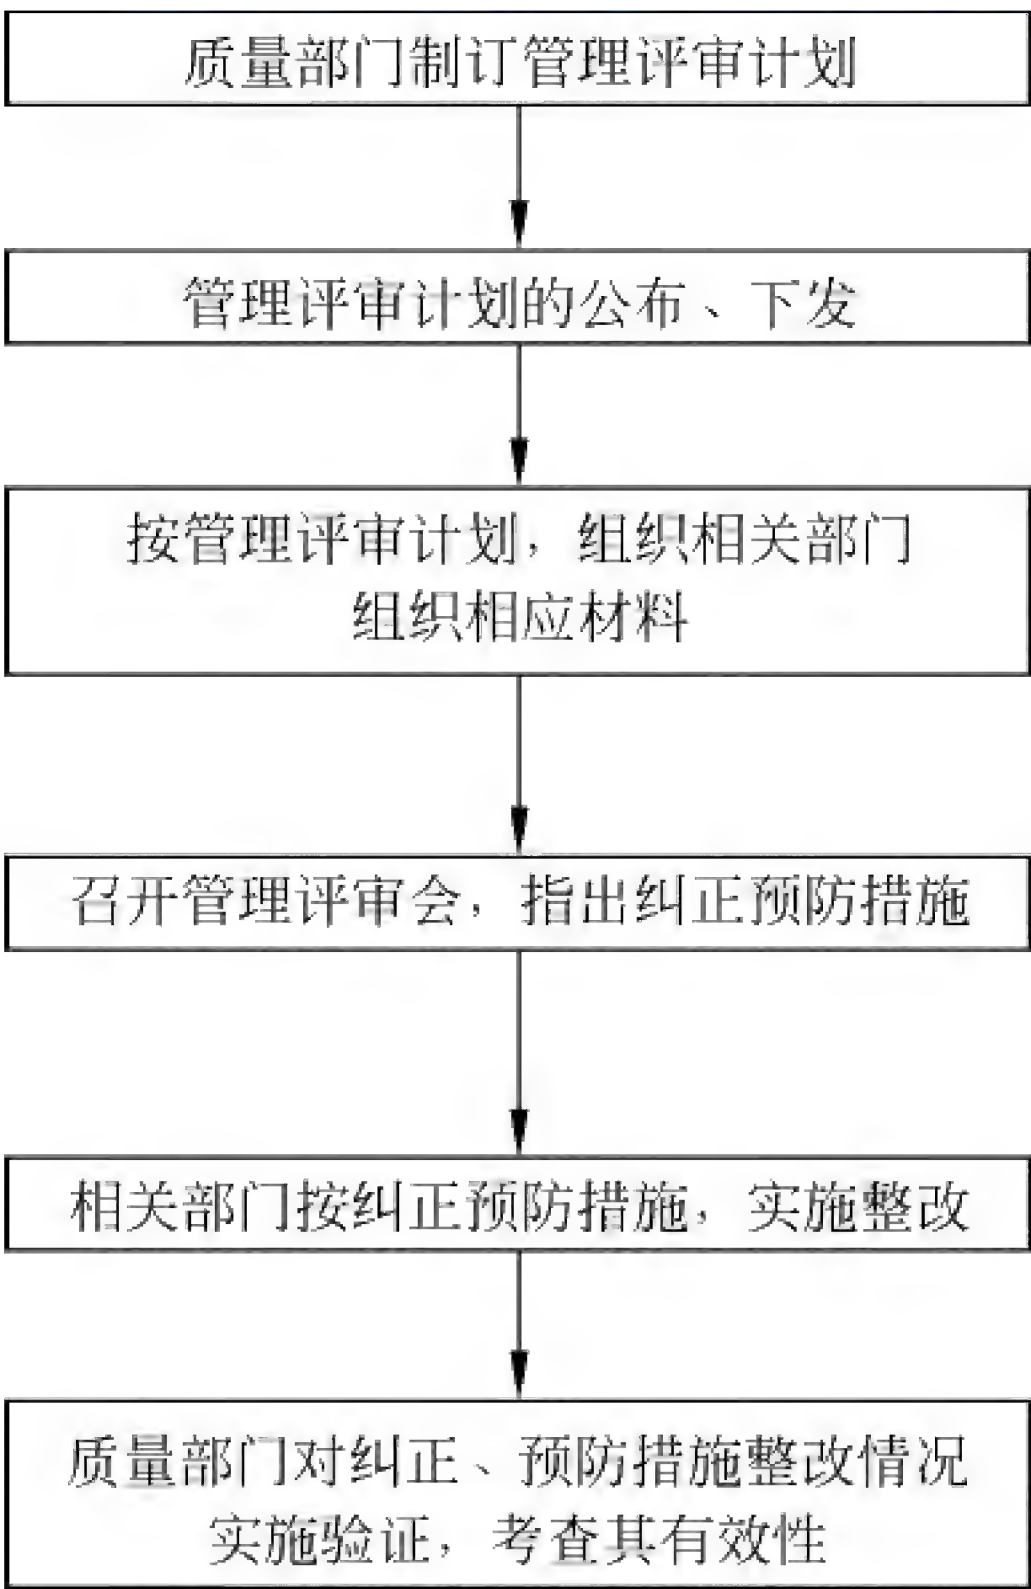 质量部门制订管理评审计划
管理评审计划的公布、下发
按管理评审计划，组织相关部门
组织相应材料
召开管理评审会，指出纠正预防措施
相关部门按纠正预防措施，实施整改
质量部门对纠正、预防措施整改情况
实施验证，考查其有效性